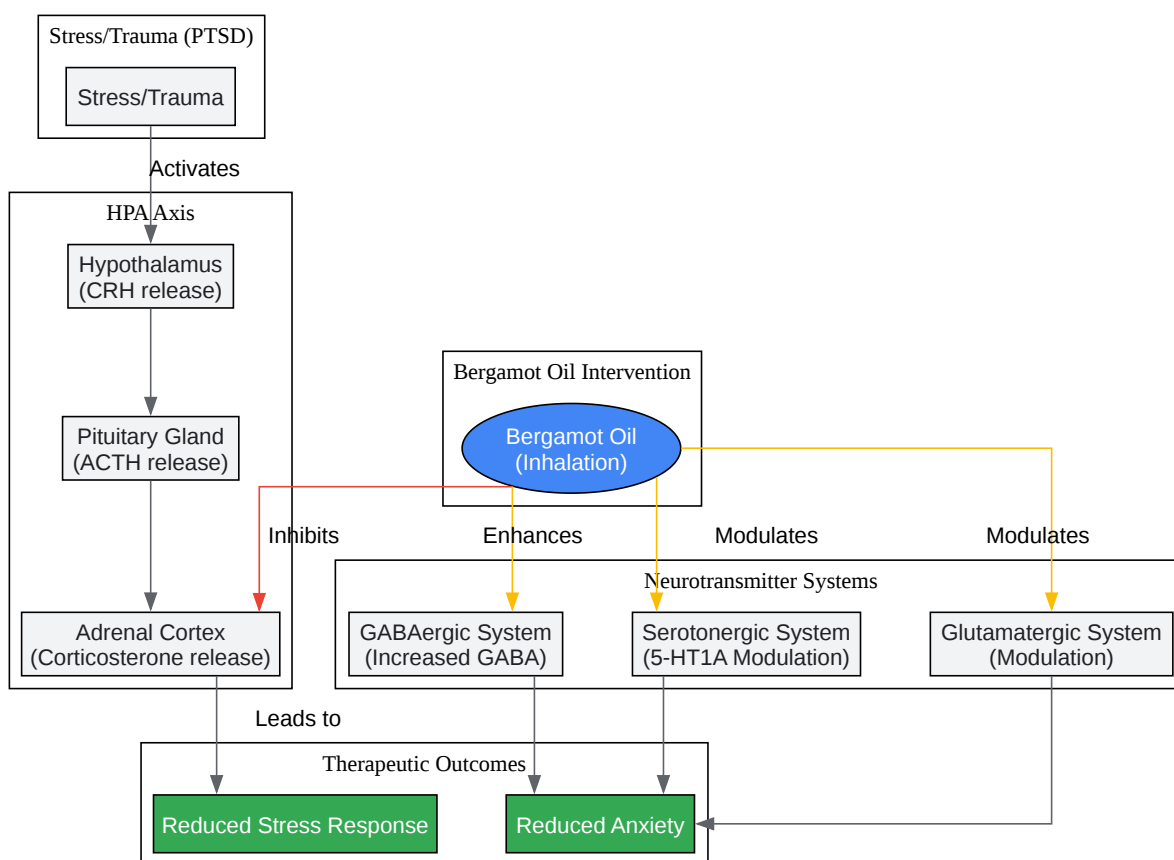 Stress/Trauma (PTSD)
Stress/Trauma
Activates
HPA Axis
Hypothalamus
(CRH release)
Pituitary Gland
(ACTH release)
Bergamot Oil Intervention
Bergamot Oil
(Inhalation)
Inhibits
Enhances
Modulates
Modulates
Neurotransmitter Systems
Adrenal Cortex
(Corticosterone release)
GABAergic System
(Increased GABA)
Serotonergic System
(5-HT1A Modulation)
Glutamatergic System
(Modulation)
Leads to
Therapeutic Outcomes
Reduced Stress Response
Reduced Anxiety